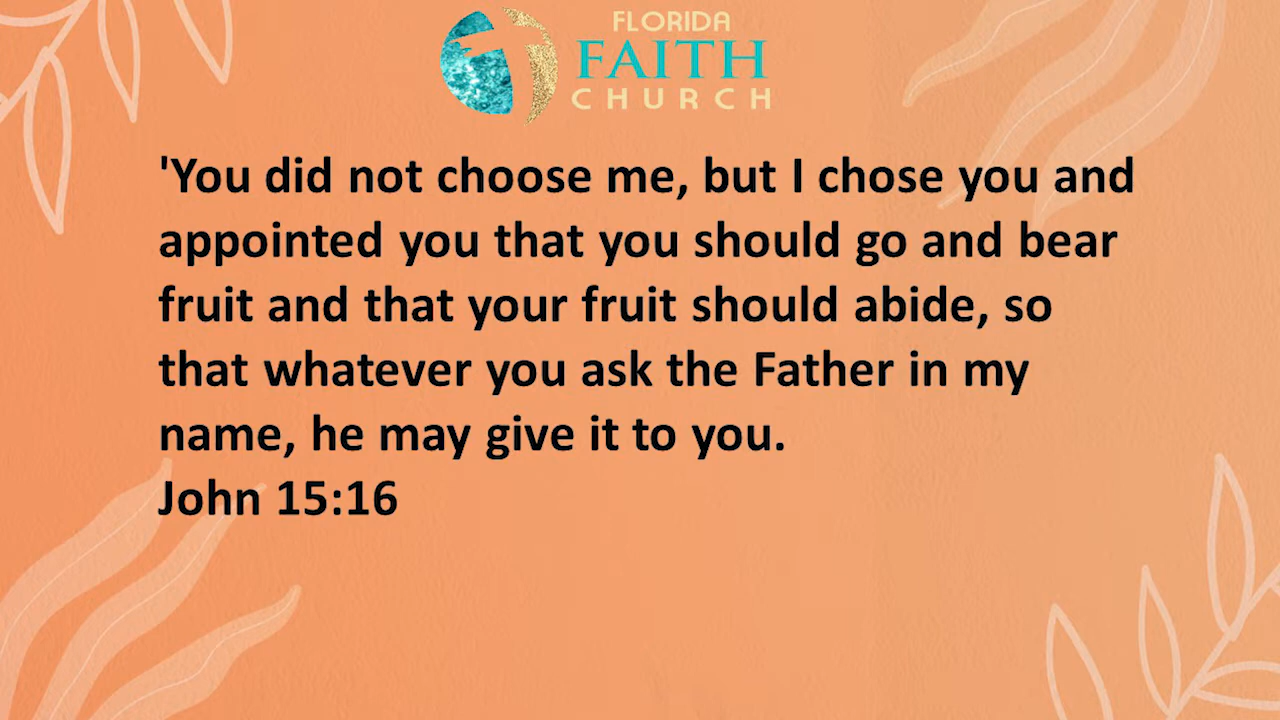 FLORIDA
FAITH
CHURCH
'You did not choose me, but I chose you and
appointed you that you should go and bear
fruit and that your fruit should abide, so
that whatever you ask the Father in my
name, he may give it to you.
John 15:16